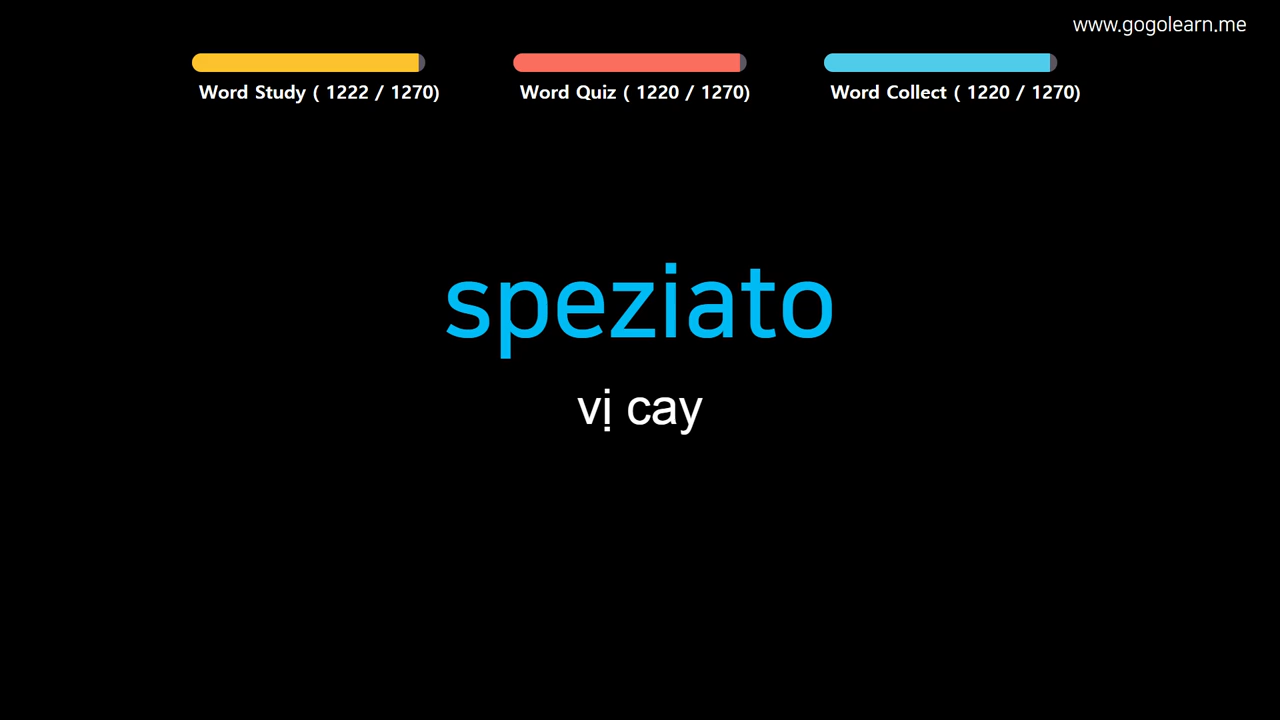 www.gogolearn.me
Word Study ( 1222 / 1270)
Word Quiz ( 1220 / 1270)
Word Collect ( 1220 / 1270)
speziato
vị cay